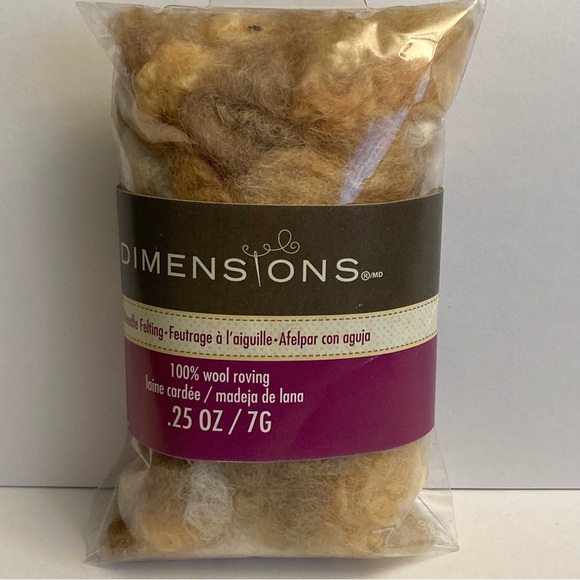 DIMENSIONS®/MD
Needle Felting • Feutrage à l'aiguille • Afelpar con aguja
100% wool roving
laine cardée / madeja de lana
.25 OZ / 7G